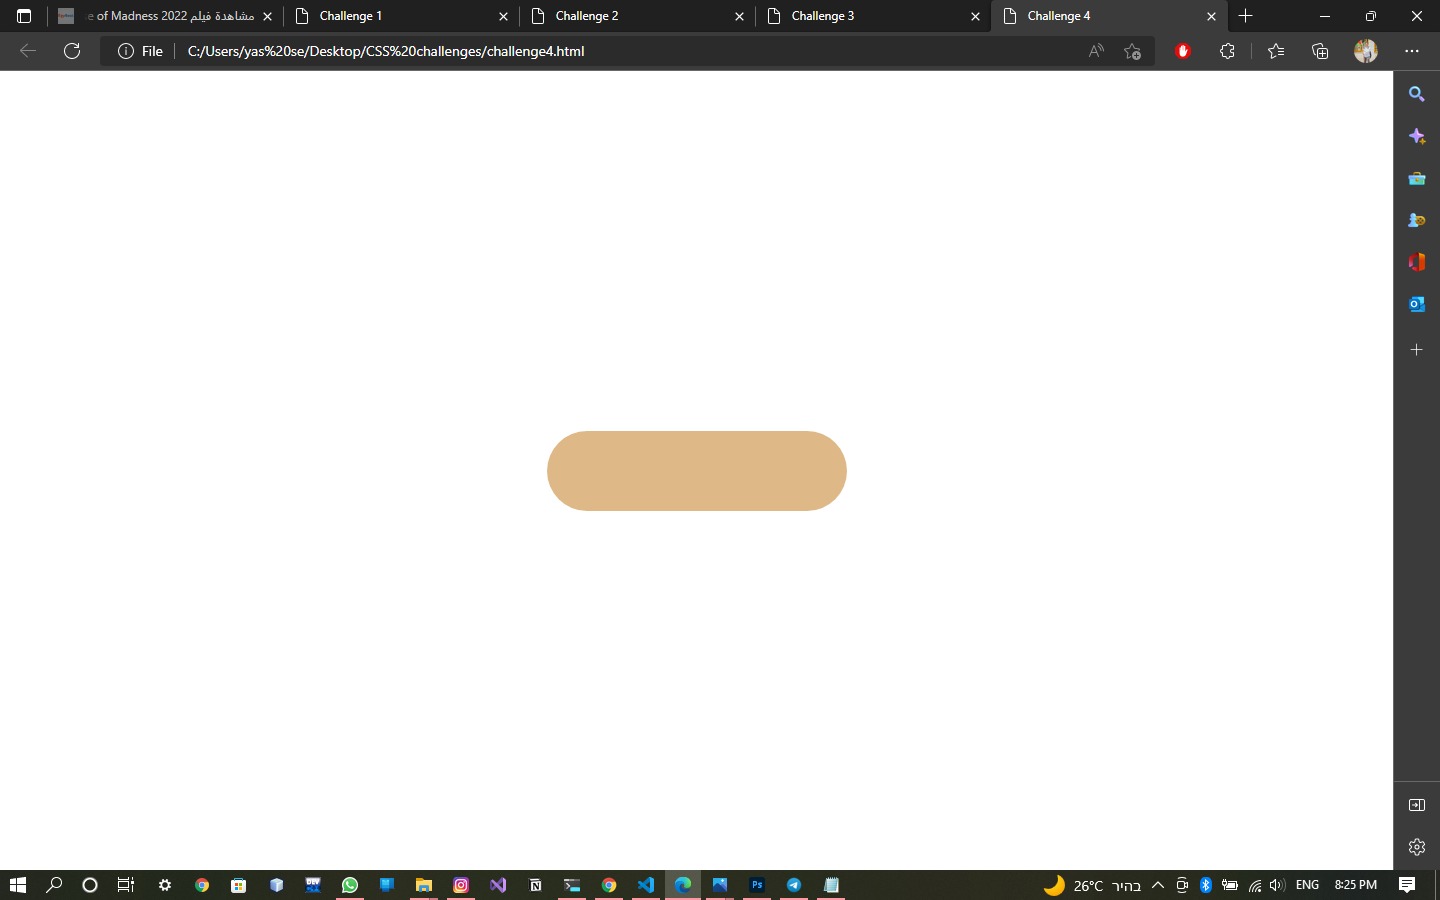 e of Madness 2022 مشاهدة فيلم
Challenge 1
Challenge 2
Challenge 3
Challenge 4
File
C:/Users/yas%20se/Desktop/CSS%20challenges/challenge4.html
26°C בהיר
ENG
8:25 PM